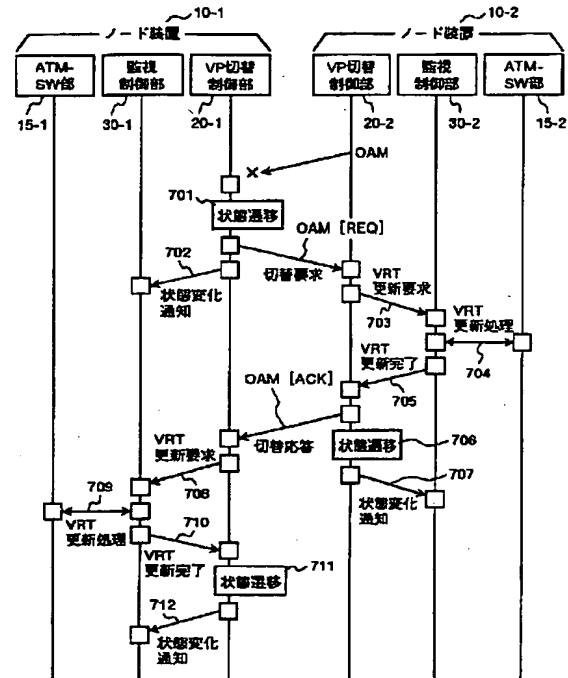 10-1
10-2
ノード装置
ノード装置
ATM-
SW部
監視
制御部
VP切替
制御部
VP切替
制御部
監視
制御部
ATM-
SW部
15-1
30-1
20-1
20-2
30-2
15-2
OAM
×
701
状態遷移
OAM [REQ]
702
切替要求
VRT
更新要求
状態変化
通知
703
VRT
更新処理
VRT
更新完了
704
OAM [ACK]
705
VRT
更新要求
切替応答
状態遷移
706
709
708
707
状態変化
通知
VRT
更新処理
710
VRT
更新完了
状態遷移
711
712
状態変化
通知